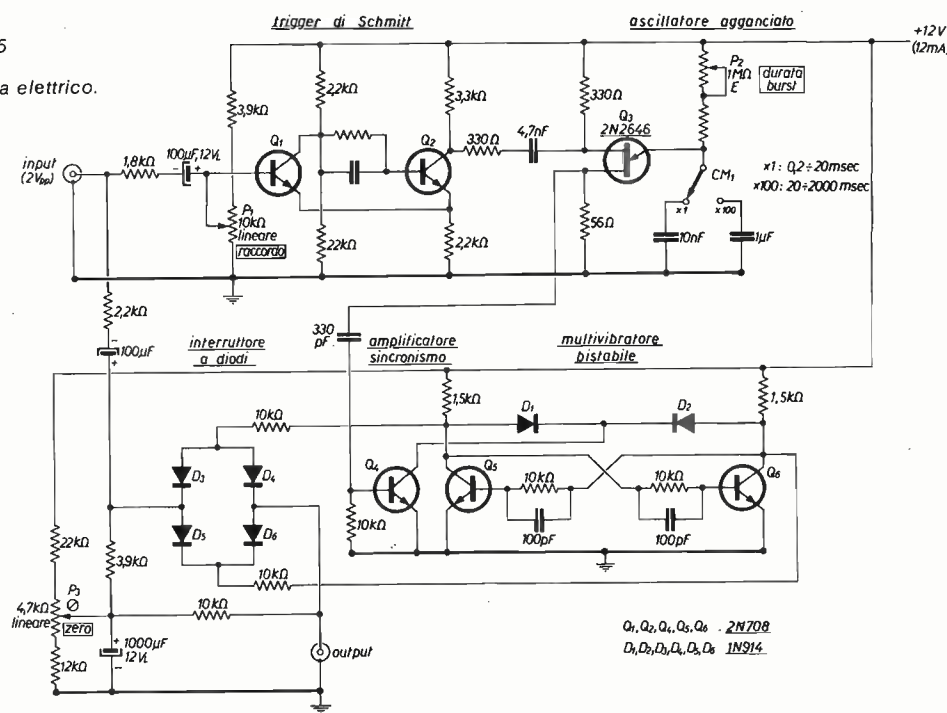 6
a elettrico.
trigger di Schmitt
ascillatore agganciato
+12V
(12mA)
input
(2Vpp)
1,8kΩ
100µF,12VL
-
+
3,9kΩ
P1
10kΩ
lineare
raccordo
Q1
2,2kΩ
22kΩ
Q2
3,3kΩ
2,2kΩ
330Ω
4,7nF
330Ω
Q3
2N2646
56Ω
P2
1MΩ
E
durata
burst
CM1
x1
x100
x1: 0,2÷20msec
x100: 20÷2000msec
10nF
1µF
2,2kΩ
-
100µF
+
interruttore
a diodi
330
pF
amplificatore
sincronismo
multivibratore
bistabile
10kΩ
1,5kΩ
D1
D2
1,5kΩ
D3
D4
D5
D6
Q4
Q5
Q6
10kΩ
10kΩ
10kΩ
100pF
100pF
22kΩ
3,9kΩ
10kΩ
P3
Ø
4,7kΩ
lineare
zero
10kΩ
+
1000µF
12VL
-
12kΩ
output
Q1,Q2,Q4,Q5,Q6 2N708
D1,D2,D3,D4,D5,D6 1N914